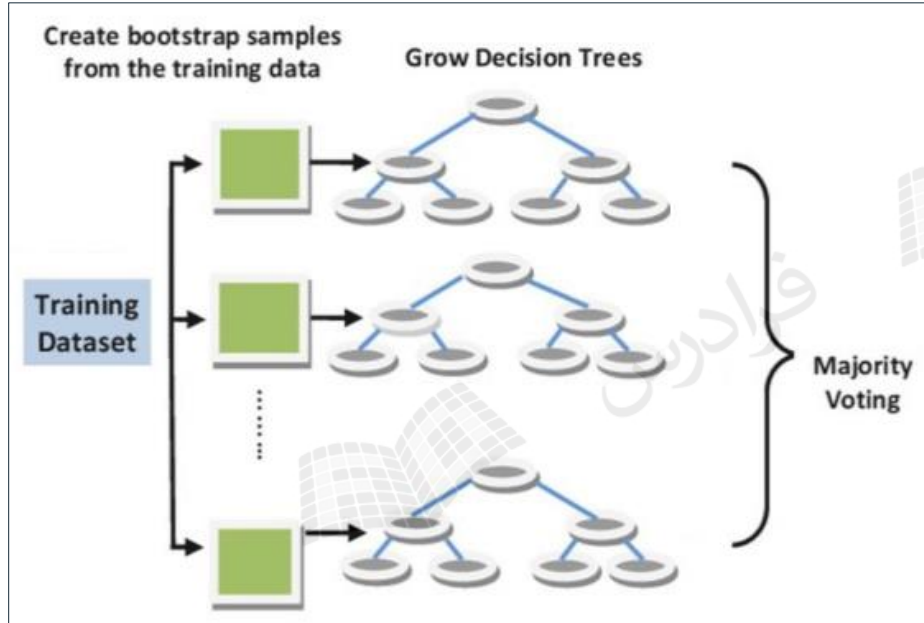 Create bootstrap samples
from the training data
Grow Decision Trees
Training
Dataset
Majority
Voting
فرادرس